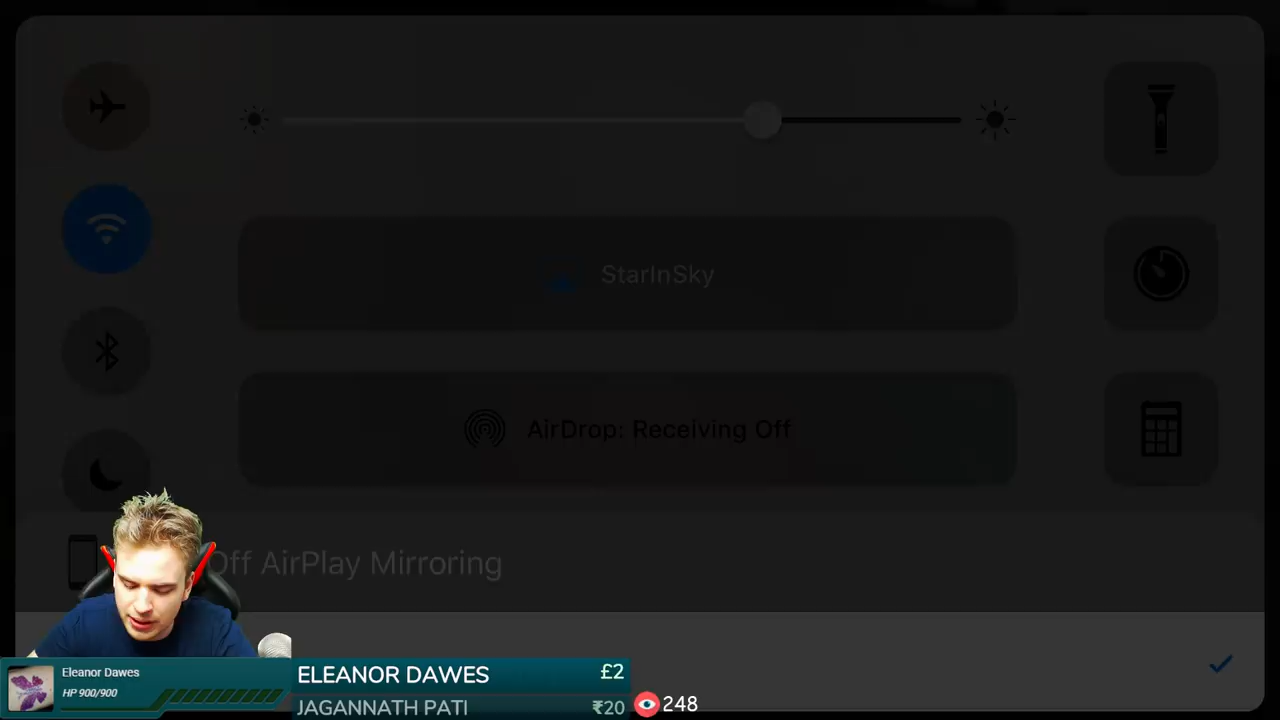 StarInSky
AirDrop: Receiving Off
Off AirPlay Mirroring
Eleanor Dawes
HP 900/900
ELEANOR DAWES £2
JAGANNATH PATI ₹20
248